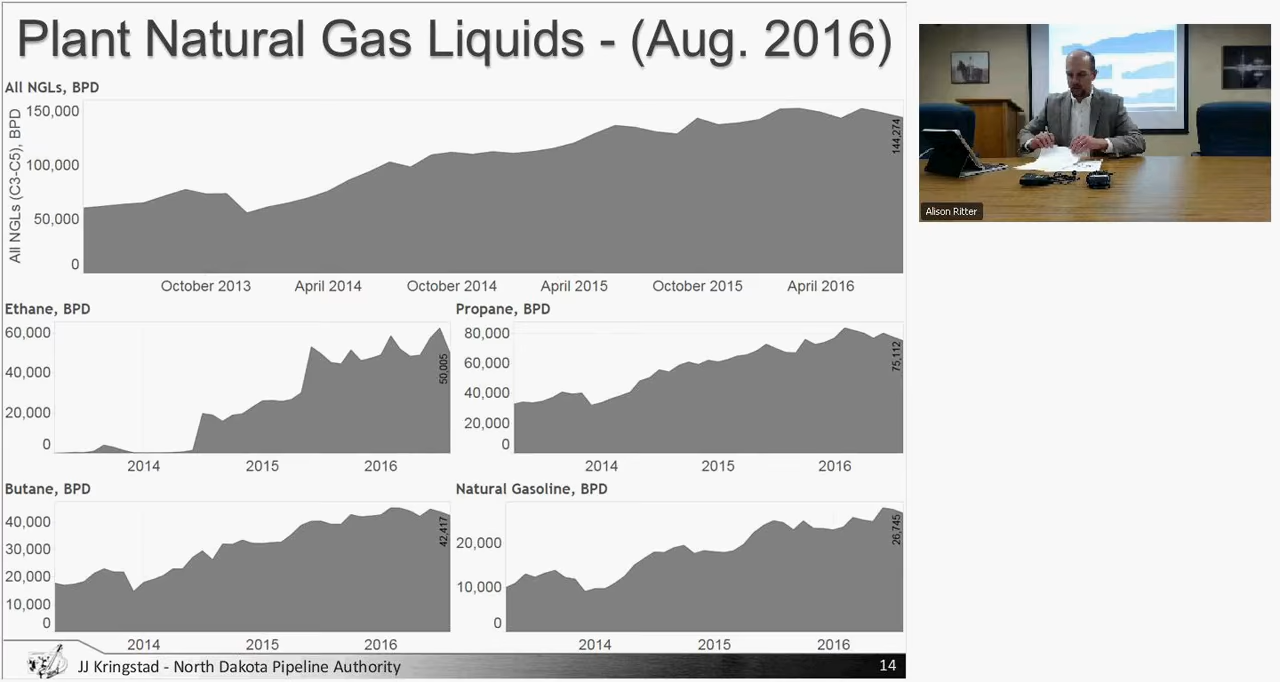 Plant Natural Gas Liquids - (Aug. 2016)
All NGLs, BPD
All NGLs (C3-C5), BPD
150,000
100,000
50,000
0
144,274
October 2013 April 2014 October 2014 April 2015 October 2015 April 2016
Ethane, BPD
60,000
40,000
20,000
0
50,005
2014 2015 2016
Propane, BPD
80,000
60,000
40,000
20,000
0
75,112
2014 2015 2016
Butane, BPD
40,000
30,000
20,000
10,000
0
42,417
2014 2015 2016
Natural Gasoline, BPD
20,000
10,000
0
26,745
2014 2015 2016
JJ Kringstad - North Dakota Pipeline Authority
14
Alison Ritter